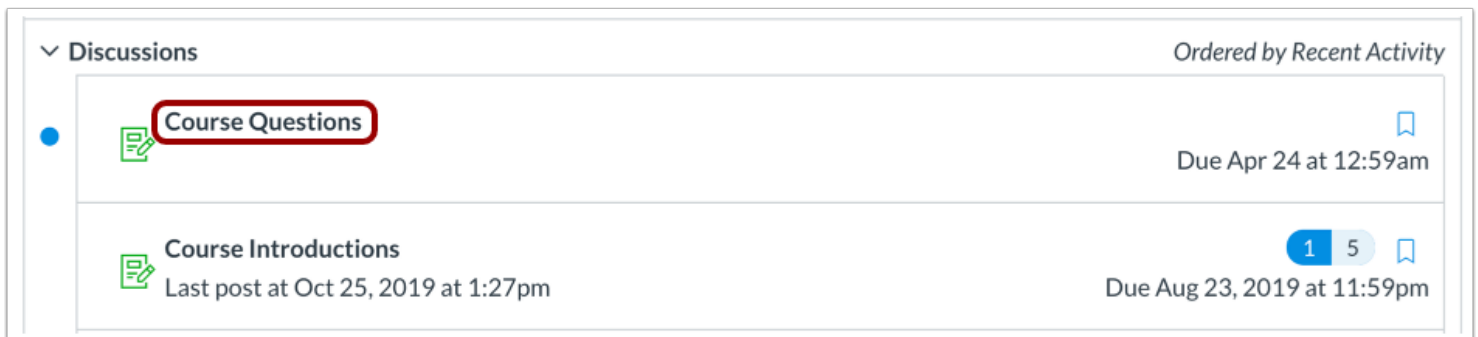 Discussions
Ordered by Recent Activity
Course Questions
Due Apr 24 at 12:59am
Course Introductions
1 5
Last post at Oct 25, 2019 at 1:27pm
Due Aug 23, 2019 at 11:59pm